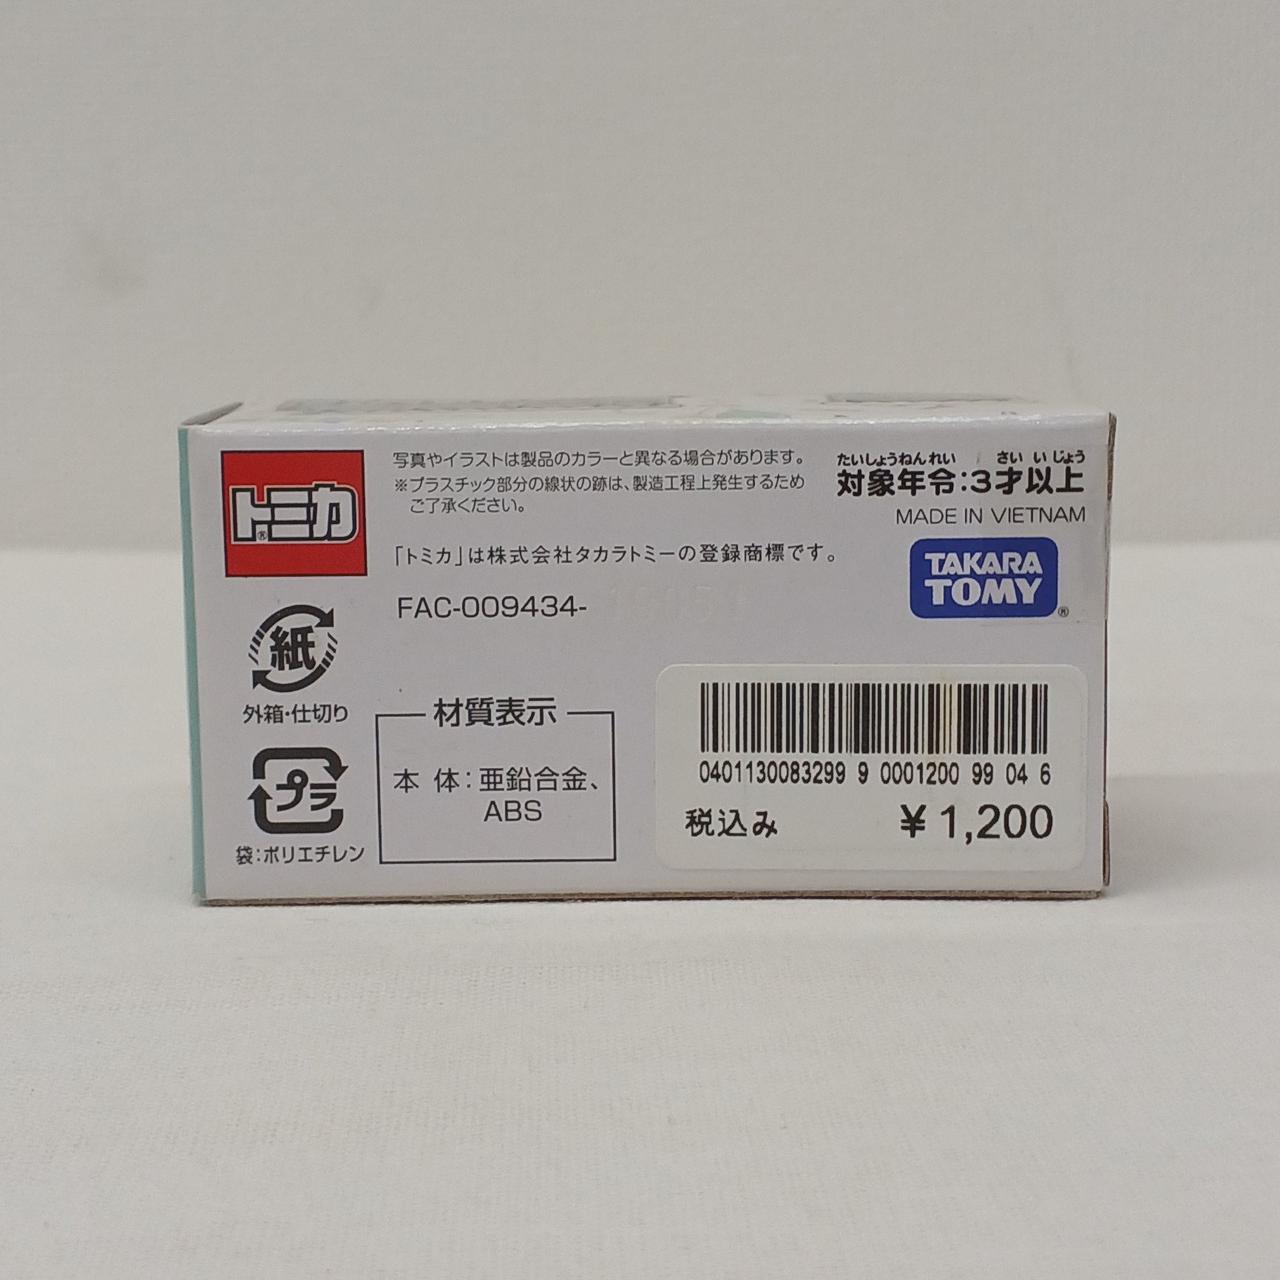 トミカ®
写真やイラストは製品のカラーと異なる場合があります。
※プラスチック部分の線状の跡は、製造工程上発生するため
ご了承ください。
「トミカ」は株式会社タカラトミーの登録商標です。
FAC-009434-
たいしょうねんれい さい いじょう
対象年令:3才以上
MADE IN VIETNAM
TAKARA
TOMY®
紙
外箱・仕切り
プラ
袋:ポリエチレン
材質表示
本 体:亜鉛合金、
ABS
0401130083299 9 0001200 99 04 6
税込み ¥1,200